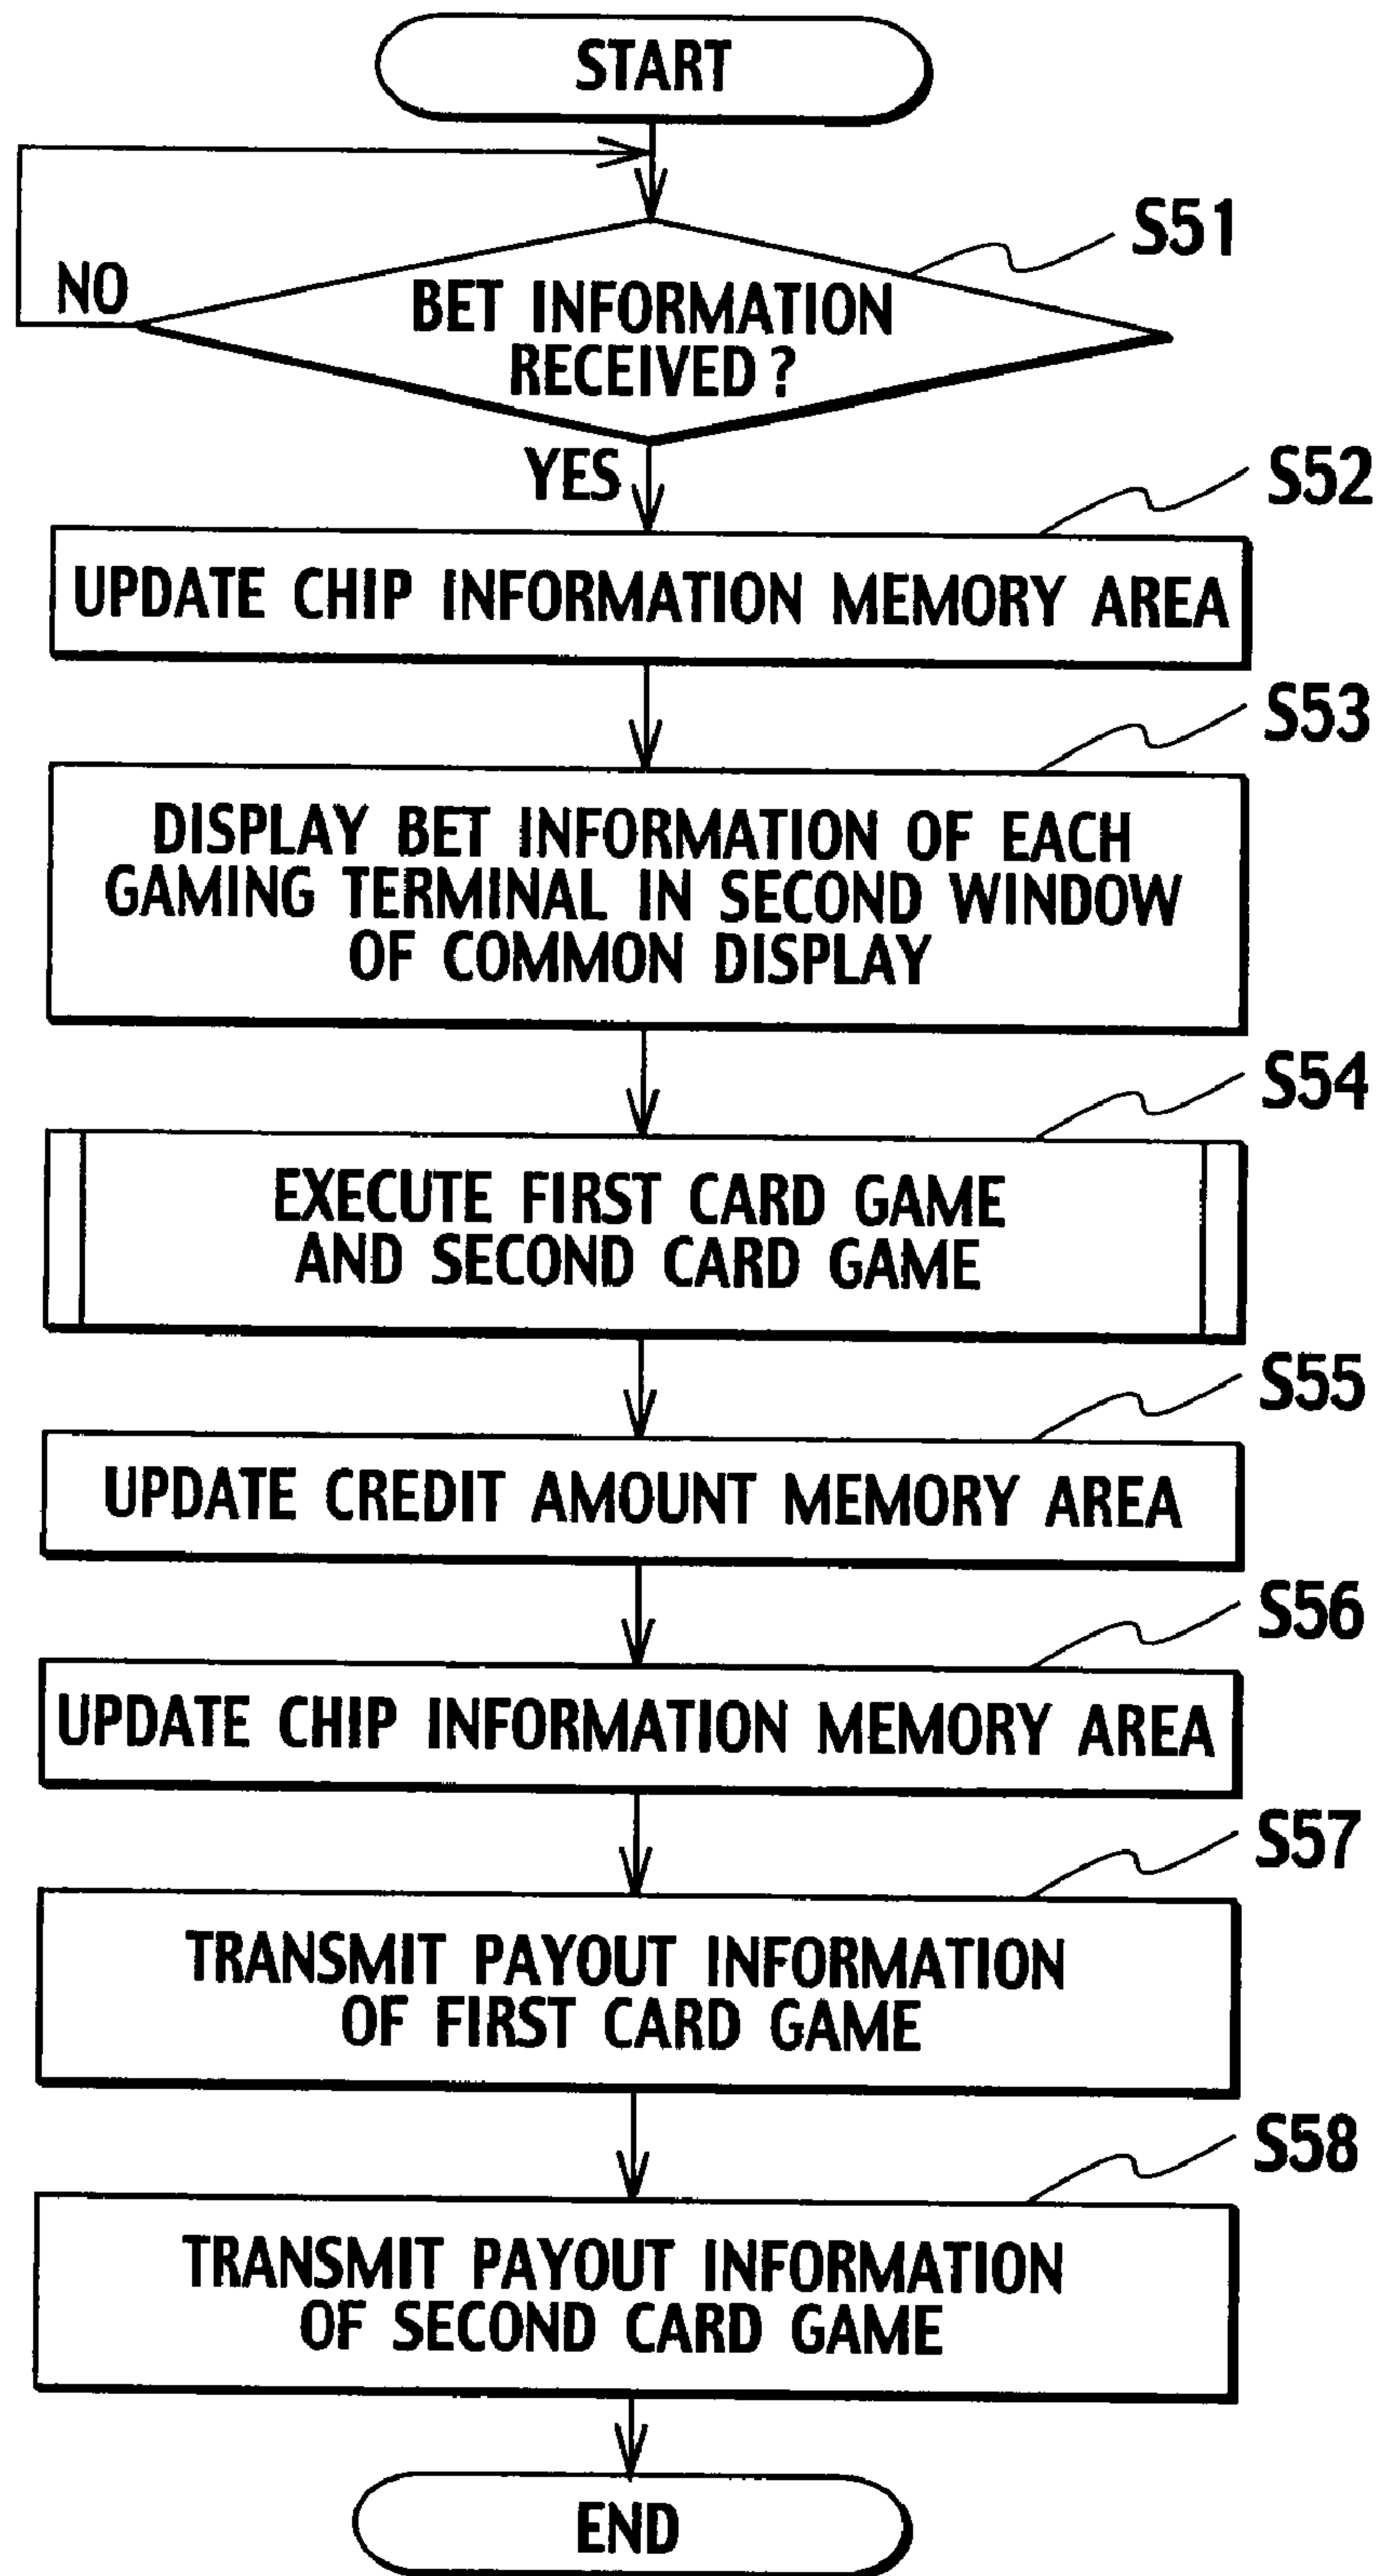 START
S51
NO
BET INFORMATION
RECEIVED?
YES
S52
UPDATE CHIP INFORMATION MEMORY AREA
S53
DISPLAY BET INFORMATION OF EACH
GAMING TERMINAL IN SECOND WINDOW
OF COMMON DISPLAY
S54
EXECUTE FIRST CARD GAME
AND SECOND CARD GAME
S55
UPDATE CREDIT AMOUNT MEMORY AREA
S56
UPDATE CHIP INFORMATION MEMORY AREA
S57
TRANSMIT PAYOUT INFORMATION
OF FIRST CARD GAME
S58
TRANSMIT PAYOUT INFORMATION
OF SECOND CARD GAME
END